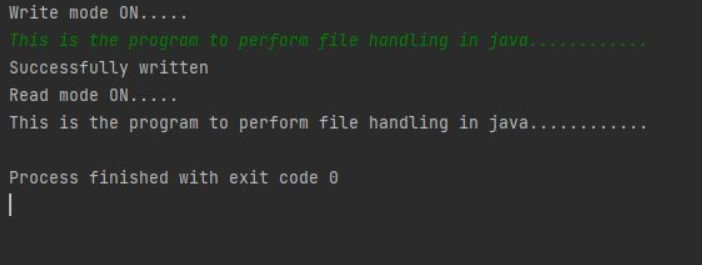 Write mode ON.....
This is the program to perform file handling in java............
Successfully written
Read mode ON.....
This is the program to perform file handling in java............
Process finished with exit code 0